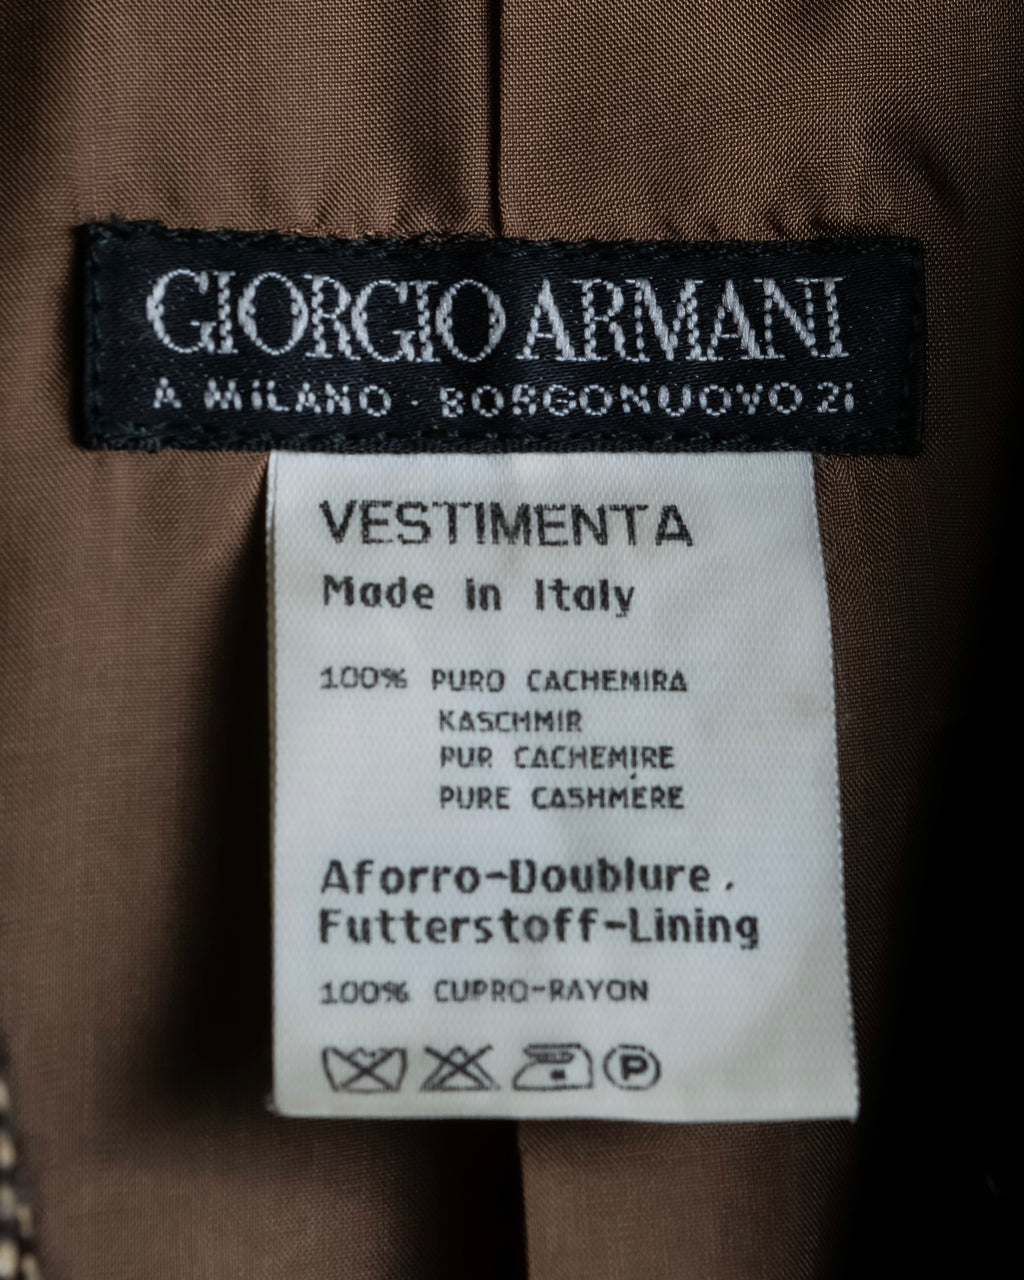 GIORGIO ARMANI
A MILANO · BORGONUOVO 21
VESTIMENTA
Made in Italy
100% PURO CACHEMIRA
KASCHMIR
PUR CACHEMIRE
PURE CASHMERE
Aforro-Doublure.
Futterstoff-Lining
100% CUPRO-RAYON
P